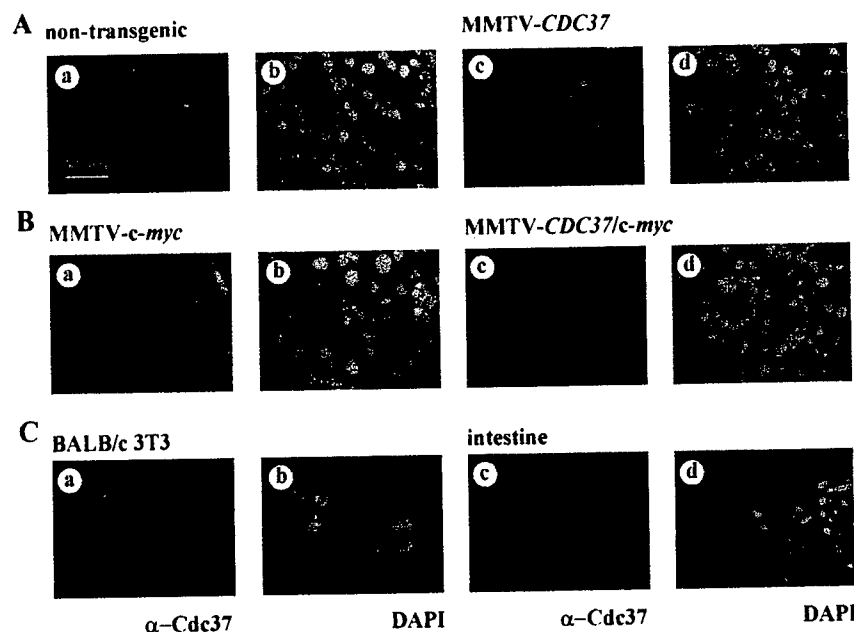 A non-transgenic MMTV-CDC37
a b c d
B MMTV-c-myc MMTV-CDC37/c-myc
a b c d
C BALB/c 3T3 intestine
a b c d
α–Cdc37 DAPI α–Cdc37 DAPI